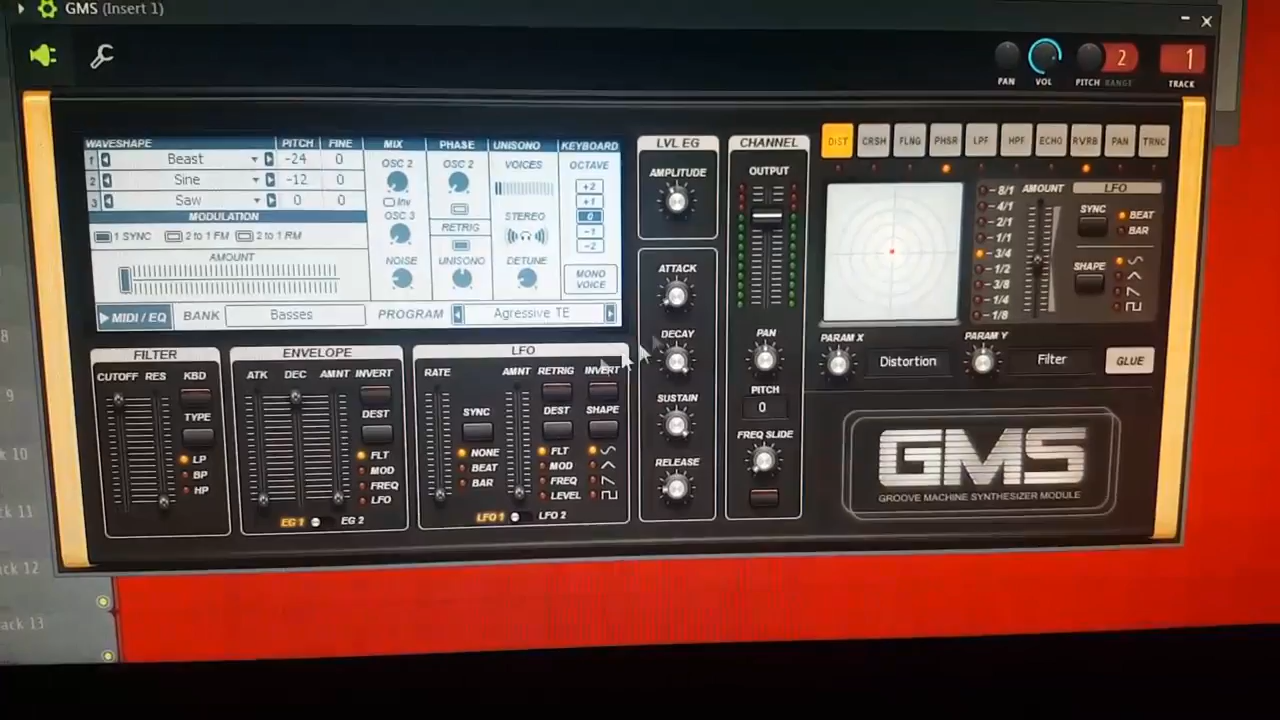 GMS (Insert 1)
PAN VOL PITCH RANGE 2 1 TRACK
WAVESHAPE PITCH FINE MIX PHASE UNISONO KEYBOARD
1 Beast -24 0
2 Sine -12 0
3 Saw 0 0
MODULATION
1 SYNC 2 to 1 FM 2 to 1 RM
AMOUNT
OSC 2
Inv
OSC 3
NOISE
OSC 2
RETRIG
UNISONO
VOICES
STEREO
DETUNE
OCTAVE
+2
+1
0
-1
-2
MONO
VOICE
MIDI / EQ BANK Basses PROGRAM Agressive TE
LVL EG
AMPLITUDE
ATTACK
DECAY
SUSTAIN
RELEASE
CHANNEL
OUTPUT
PAN
PITCH
0
FREQ SLIDE
DIST CRSH FLNG PHSR LPF HPF ECHO RVRB PAN TRNC
8/1
4/1
2/1
1/1
3/4
1/2
3/8
1/4
1/8
AMOUNT LFO
SYNC
BEAT
BAR
SHAPE
PARAM X Distortion PARAM Y Filter GLUE
FILTER
CUTOFF RES KBD
TYPE
LP
BP
HP
ENVELOPE
ATK DEC AMNT INVERT
DEST
FLT
MOD
FREQ
LFO
EG 1 EG 2
LFO
RATE AMNT RETRIG INVERT
SYNC DEST SHAPE
NONE FLT
BEAT MOD
BAR FREQ
LEVEL
LFO 1 LFO 2
GMS
GROOVE MACHINE SYNTHESIZER MODULE
8
9
ck 10
ck 11
ck 12
ack 13